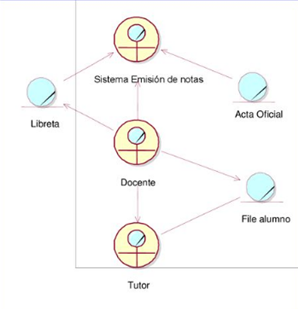 Sistema Emisión de notas
Libreta
Acta Oficial
Docente
File alumno
Tutor